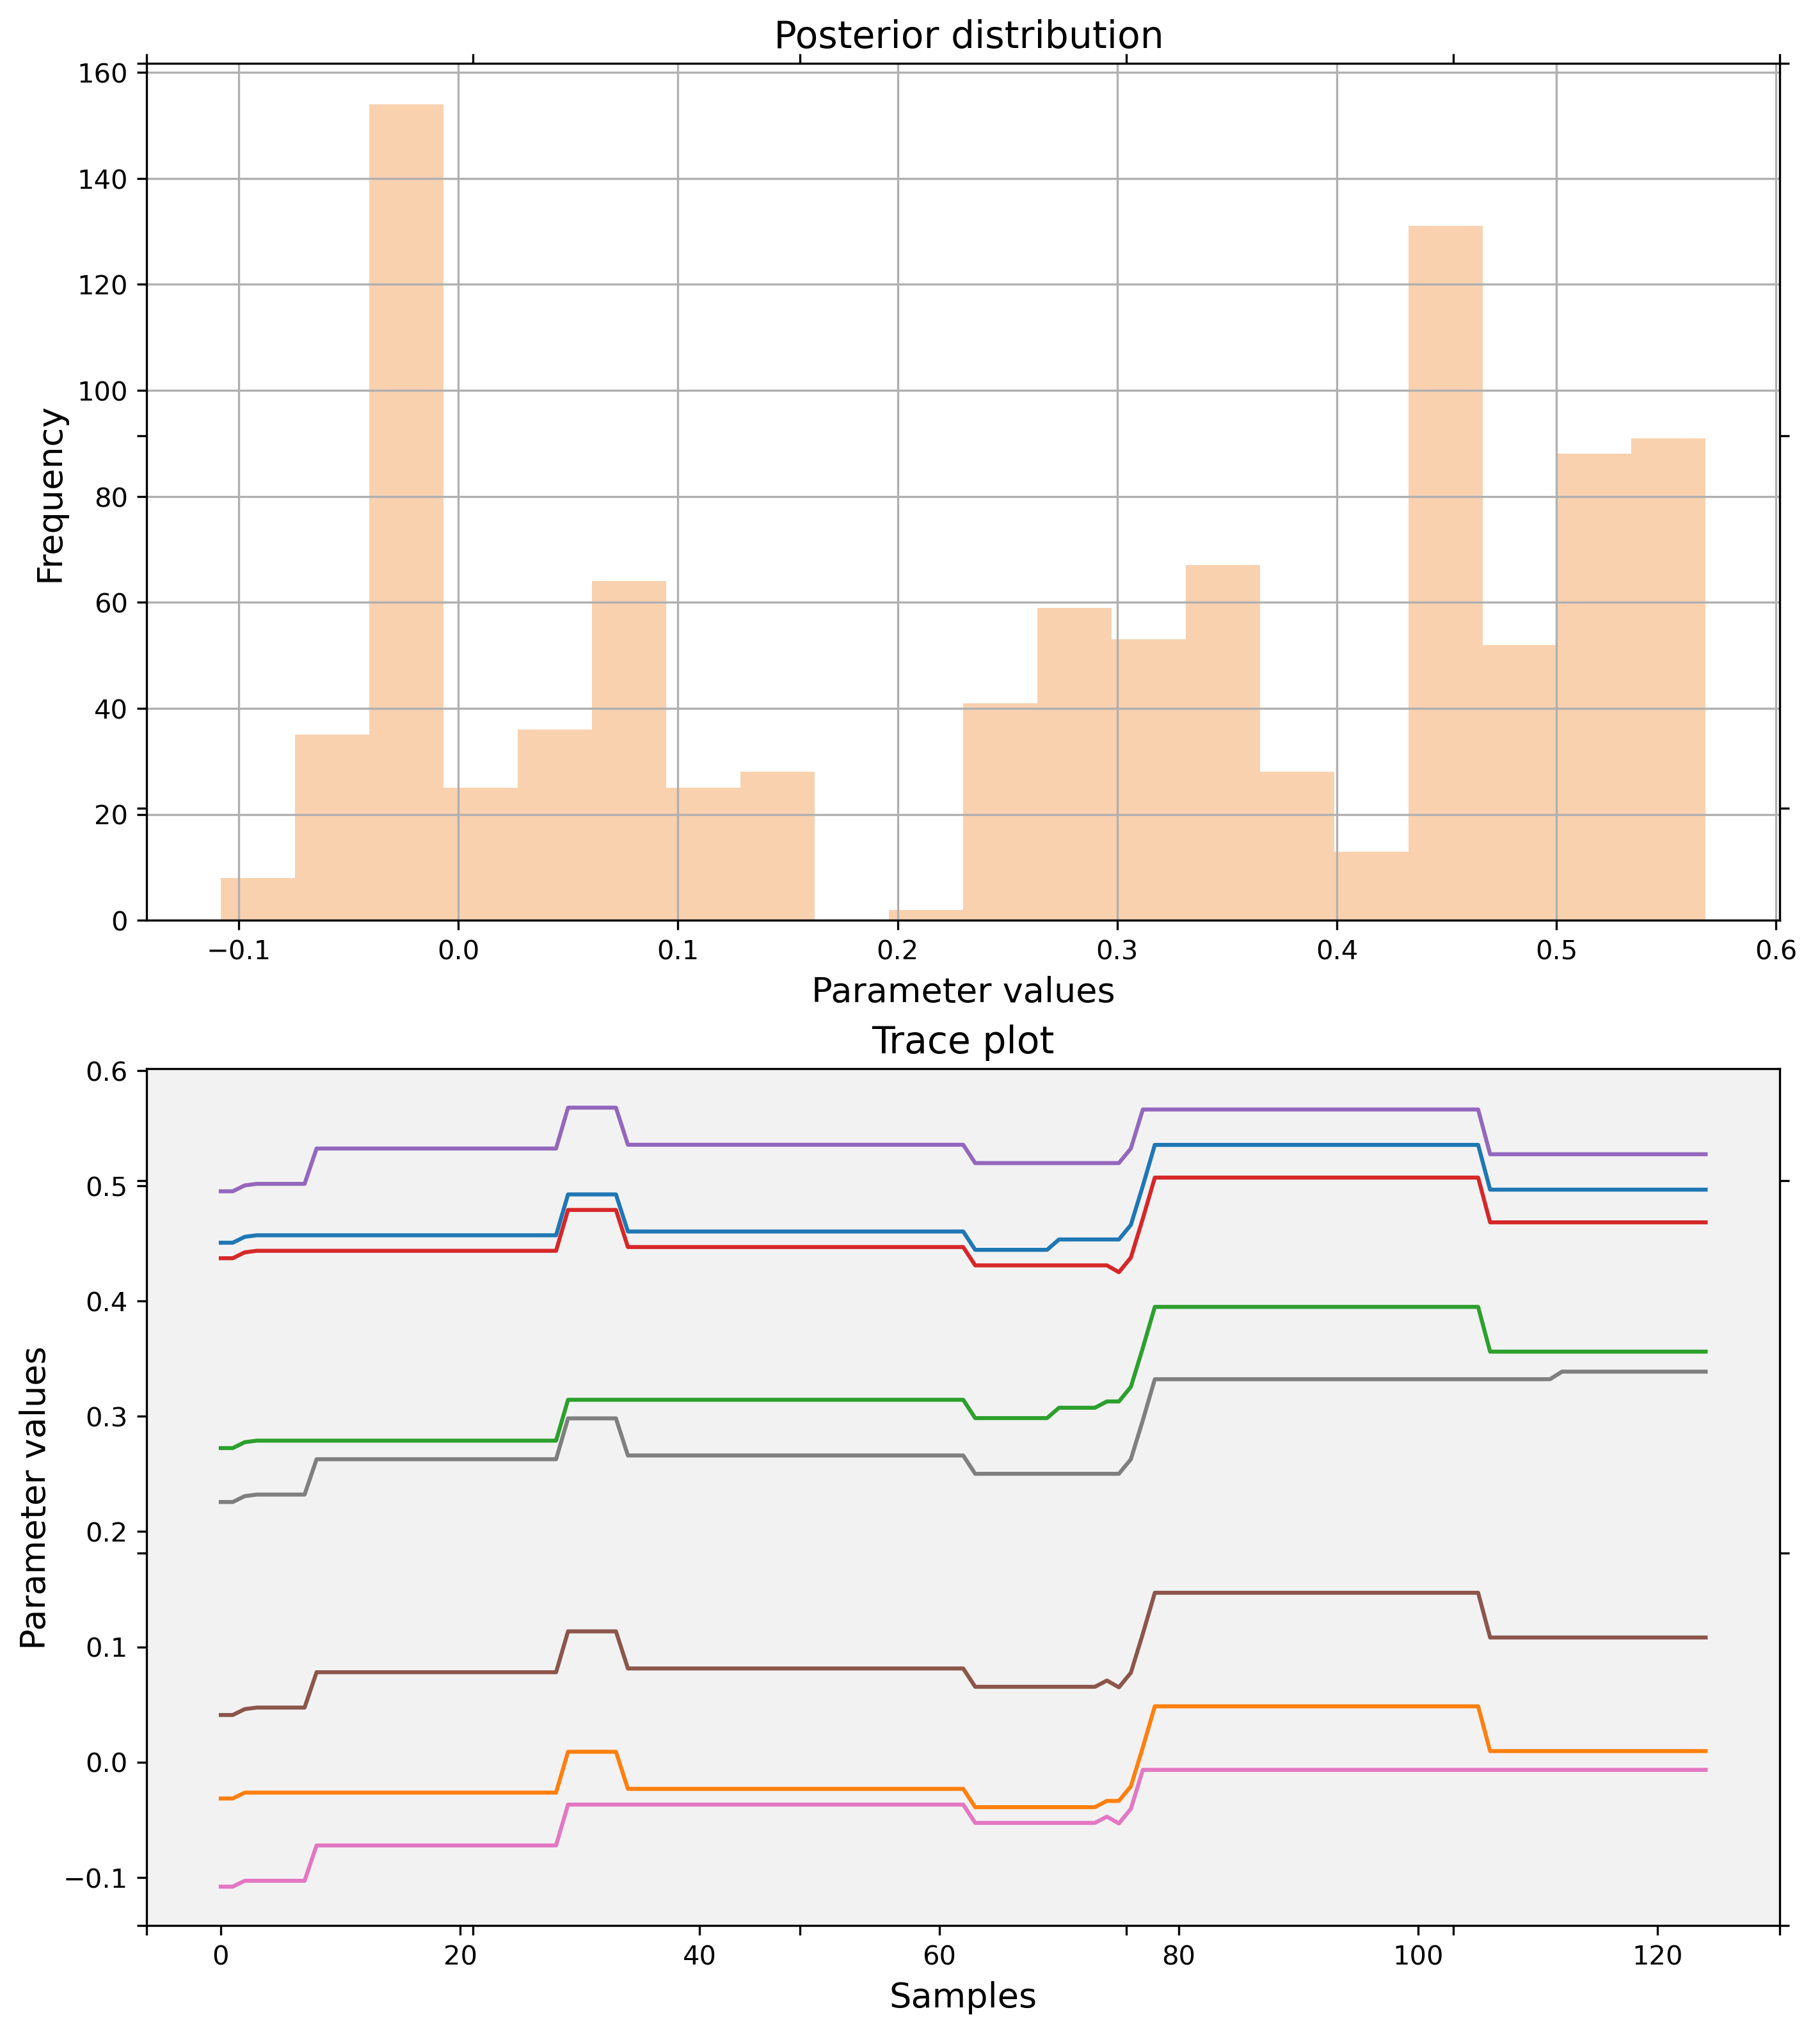 Posterior distribution
160
140
120
100
80
60
40
20
0
Frequency
−0.1 0.0 0.1 0.2 0.3 0.4 0.5 0.6
Parameter values
Trace plot
0.6
0.5
0.4
0.3
0.2
0.1
0.0
−0.1
Parameter values
0 20 40 60 80 100 120
Samples